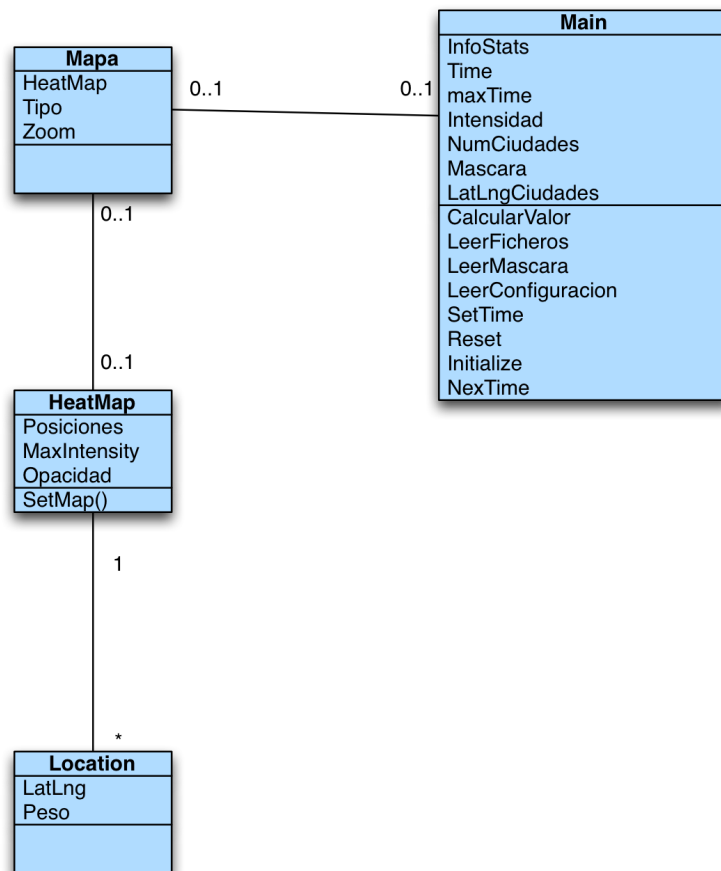 Mapa
HeatMap
Tipo
Zoom
0..1
0..1
Main
InfoStats
Time
maxTime
Intensidad
NumCiudades
Mascara
LatLngCiudades
CalcularValor
LeerFicheros
LeerMascara
LeerConfiguracion
SetTime
Reset
Initialize
NexTime
0..1
0..1
HeatMap
Posiciones
MaxIntensity
Opacidad
SetMap()
1
*
Location
LatLng
Peso